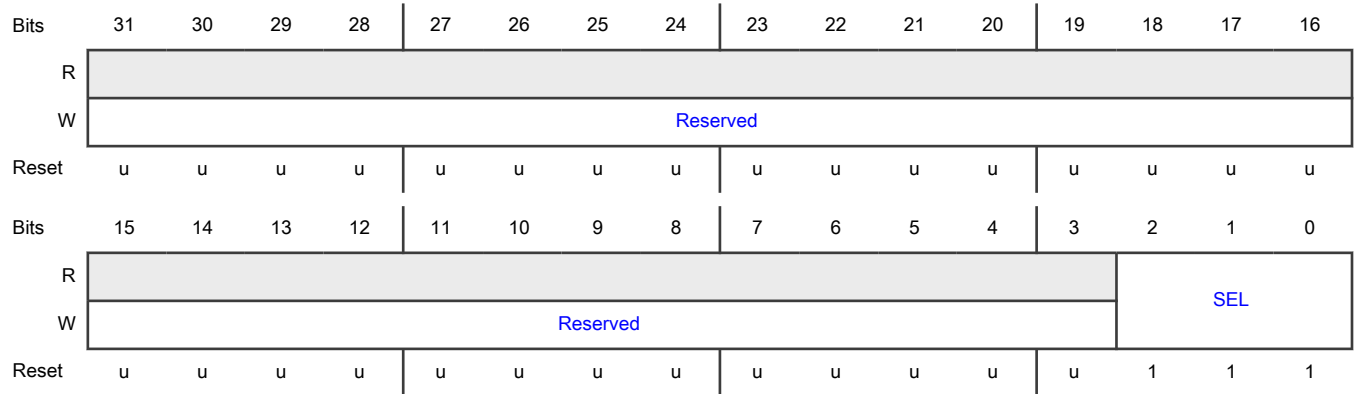 Bits 31 30 29 28 27 26 25 24 23 22 21 20 19 18 17 16
R
W Reserved
Reset u u u u u u u u u u u u u u u u
Bits 15 14 13 12 11 10 9 8 7 6 5 4 3 2 1 0
R
SEL
W Reserved
Reset u u u u u u u u u u u u u 1 1 1